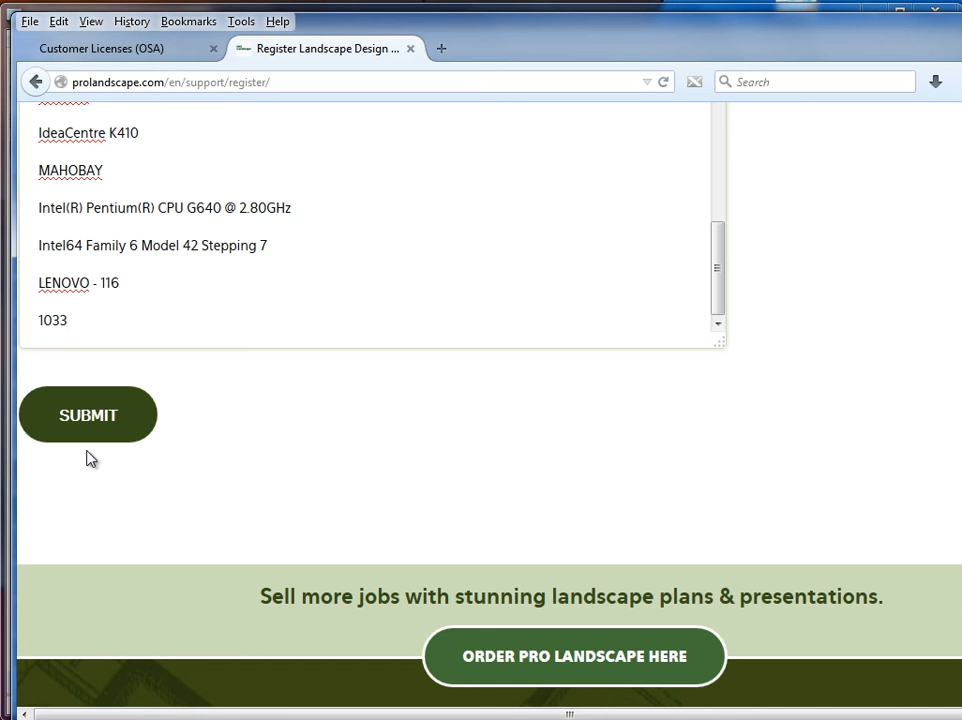 File Edit View History Bookmarks Tools Help
Customer Licenses (OSA) Register Landscape Design ...
prolandscape.com/en/support/register/ Search
IdeaCentre K410
MAHOBAY
Intel(R) Pentium(R) CPU G640 @ 2.80GHz
Intel64 Family 6 Model 42 Stepping 7
LENOVO - 116
1033
SUBMIT
Sell more jobs with stunning landscape plans & presentations.
ORDER PRO LANDSCAPE HERE